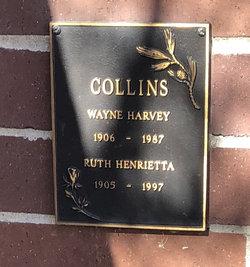 COLLINS
WAYNE HARVEY
1906 - 1987
RUTH HENRIETTA
1905 - 1997